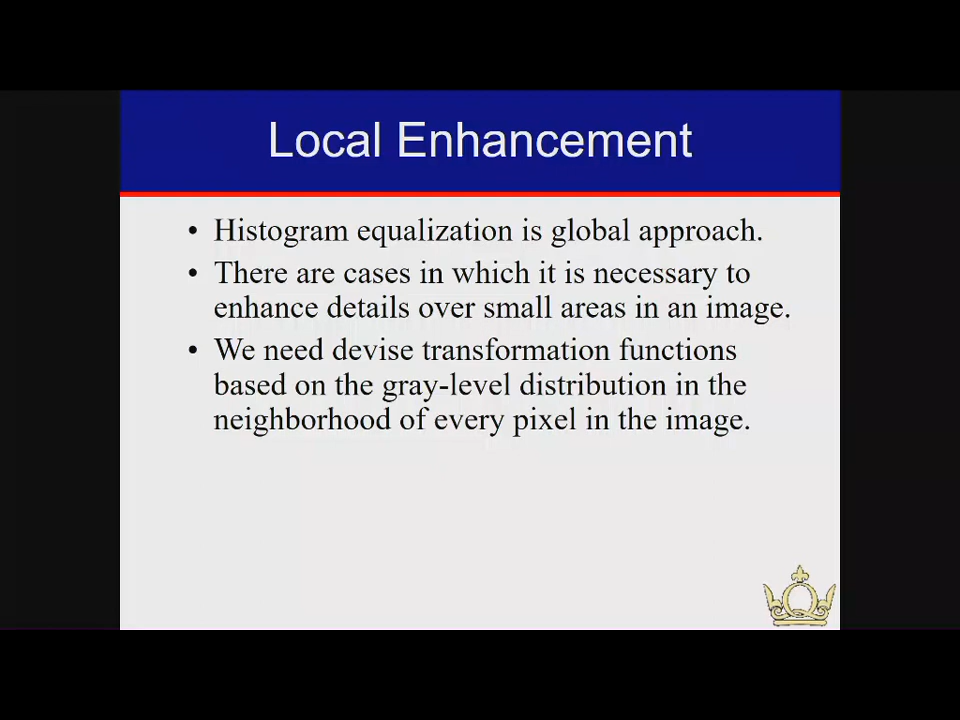 Local Enhancement
• Histogram equalization is global approach.
• There are cases in which it is necessary to
enhance details over small areas in an image.
• We need devise transformation functions
based on the gray-level distribution in the
neighborhood of every pixel in the image.